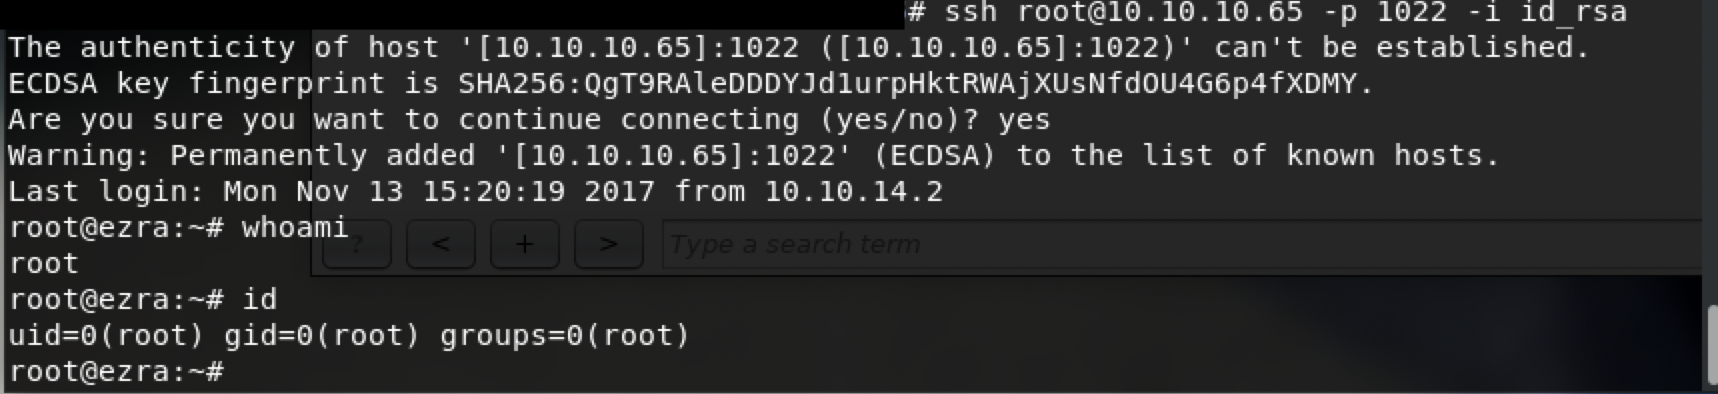 # ssh root@10.10.10.65 -p 1022 -i id_rsa
The authenticity of host '[10.10.10.65]:1022 ([10.10.10.65]:1022)' can't be established.
ECDSA key fingerprint is SHA256:QgT9RAleDDDYJd1urpHktRWAjXUsNfdOU4G6p4fXDMY.
Are you sure you want to continue connecting (yes/no)? yes
Warning: Permanently added '[10.10.10.65]:1022' (ECDSA) to the list of known hosts.
Last login: Mon Nov 13 15:20:19 2017 from 10.10.14.2
root@ezra:~# whoami
? < + > Type a search term
root
root@ezra:~# id
uid=0(root) gid=0(root) groups=0(root)
root@ezra:~#